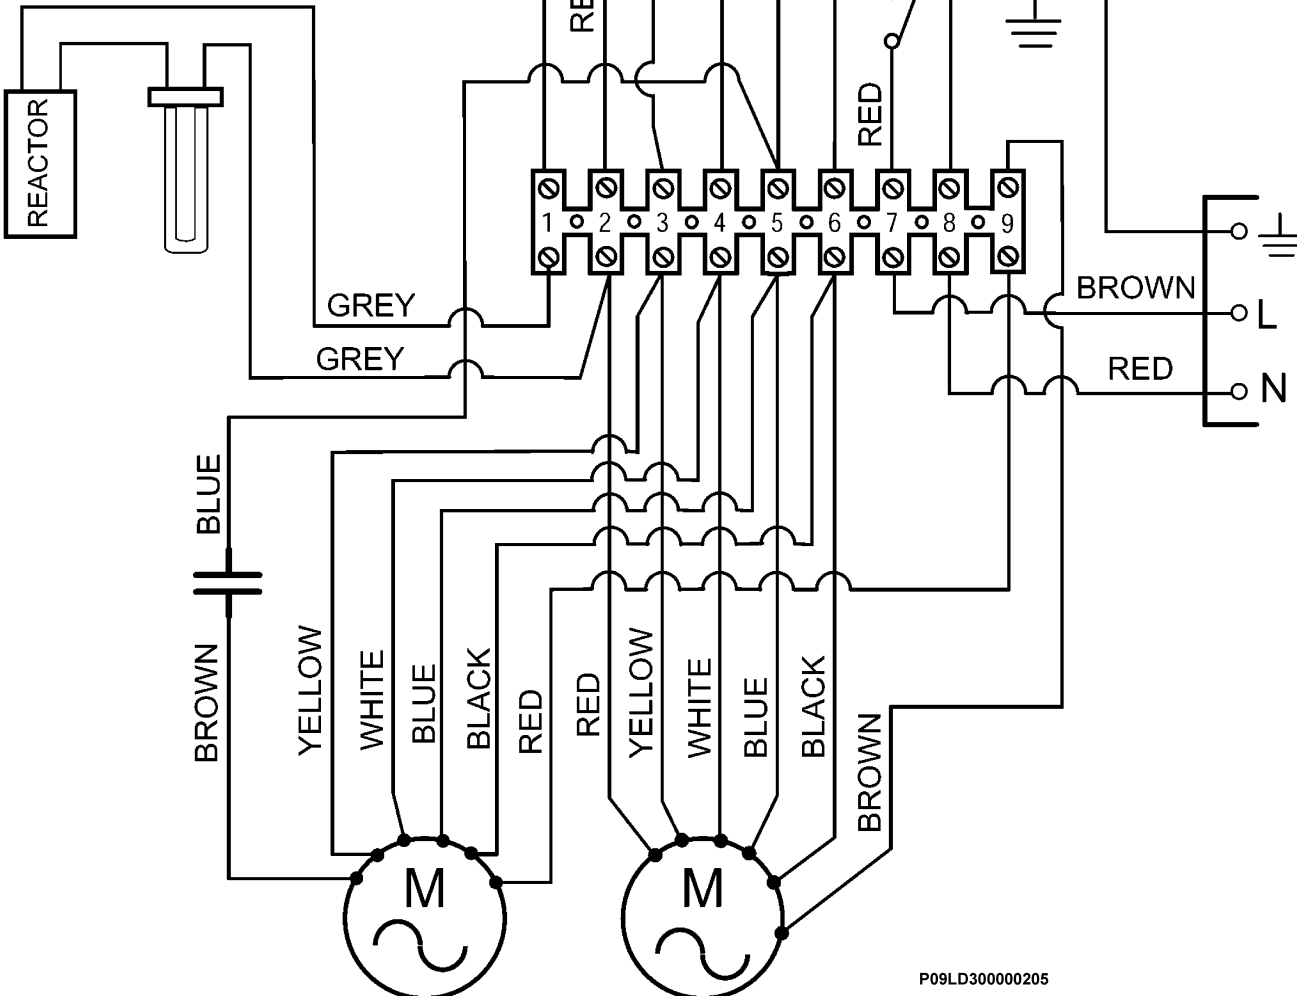 RED
REACTOR
1 2 3 4 5 6 7 8 9
GREY
BROWN
L
GREY
RED
N
BLUE
BROWN
YELLOW
WHITE
BLUE
BLACK
RED
RED
YELLOW
WHITE
BLUE
BLACK
BROWN
M
M
P09LD300000205